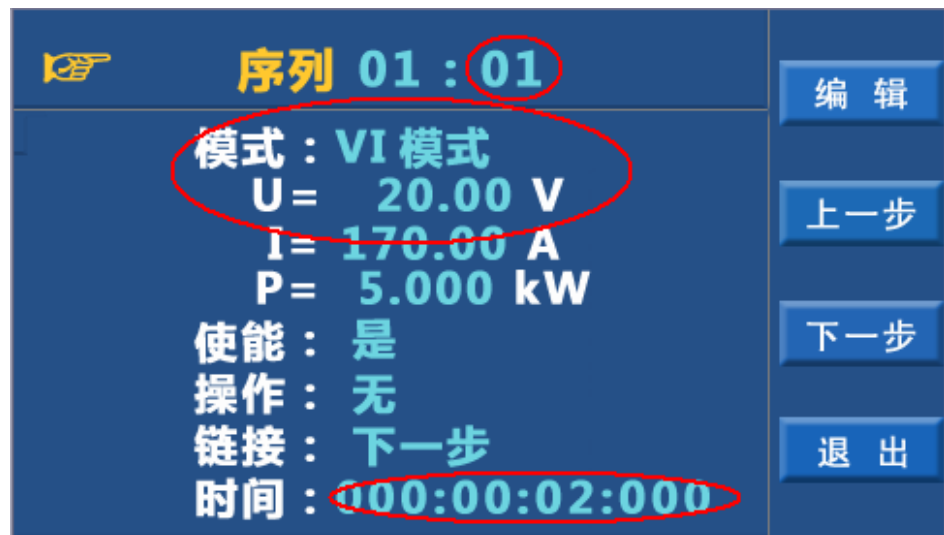 序列 01 : 01
模式：VI 模式
U= 20.00 V
I= 170.00 A
P= 5.000 kW
使能： 是
操作： 无
链接： 下一步
时间：000:00:02:000
编 辑
上一步
下一步
退 出